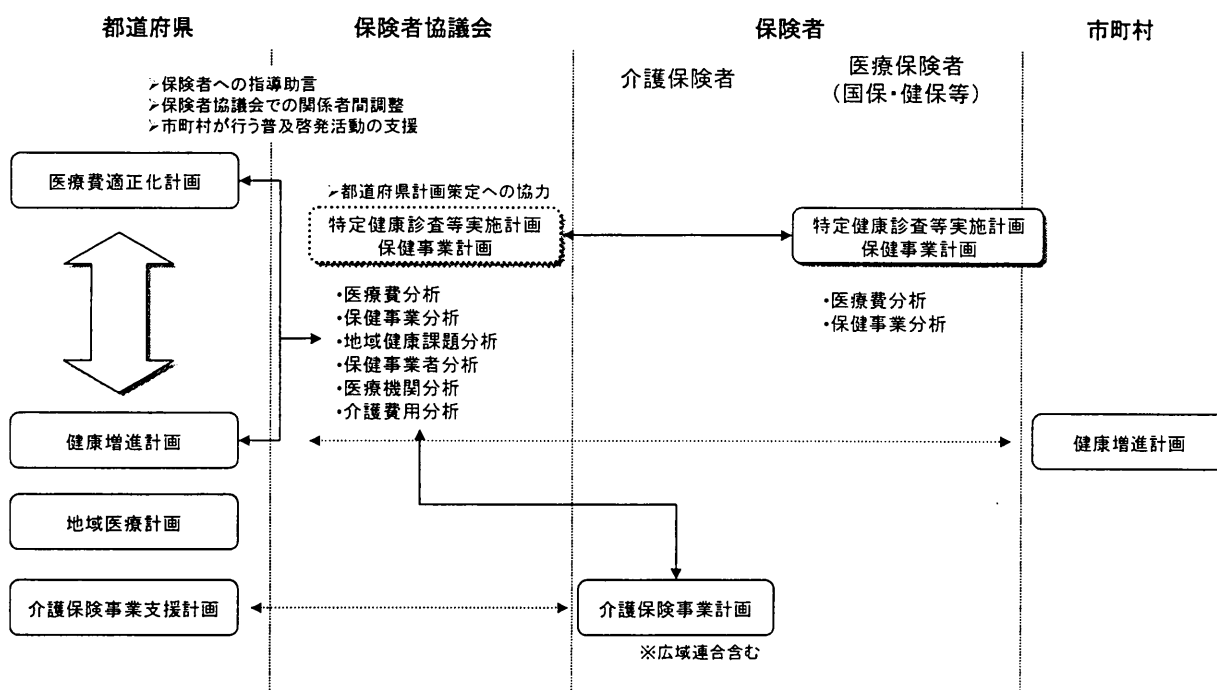 都道府県
保険者協議会
保険者
市町村
介護保険者
医療保険者
(国保・健保等)
➢保険者への指導助言
➢保険者協議会での関係者間調整
➢市町村が行う普及啓発活動の支援
医療費適正化計画
➢都道府県計画策定への協力
特定健康診査等実施計画
保健事業計画
特定健康診査等実施計画
保健事業計画
・医療費分析
・保健事業分析
・地域健康課題分析
・保健事業者分析
・医療機関分析
・介護費用分析
・医療費分析
・保健事業分析
健康増進計画
健康増進計画
地域医療計画
介護保険事業支援計画
介護保険事業計画
※広域連合含む